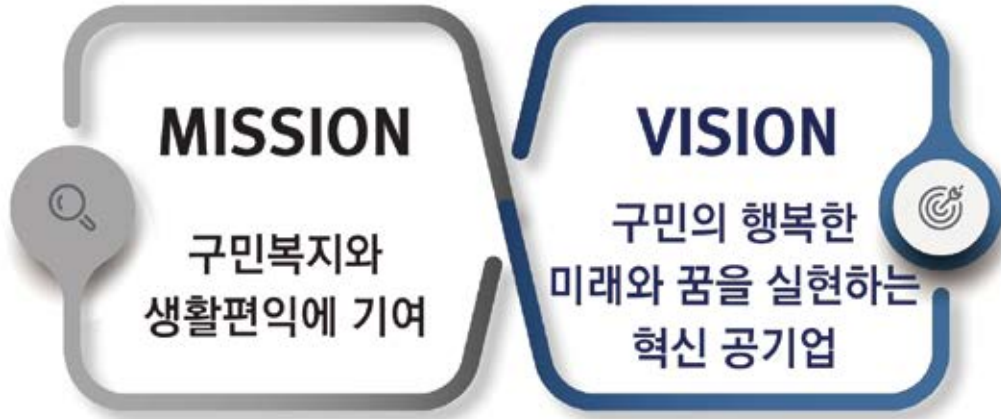 MISSION
구민복지와
생활편익에 기여
VISION
구민의 행복한
미래와 꿈을 실현하는
혁신 공기업